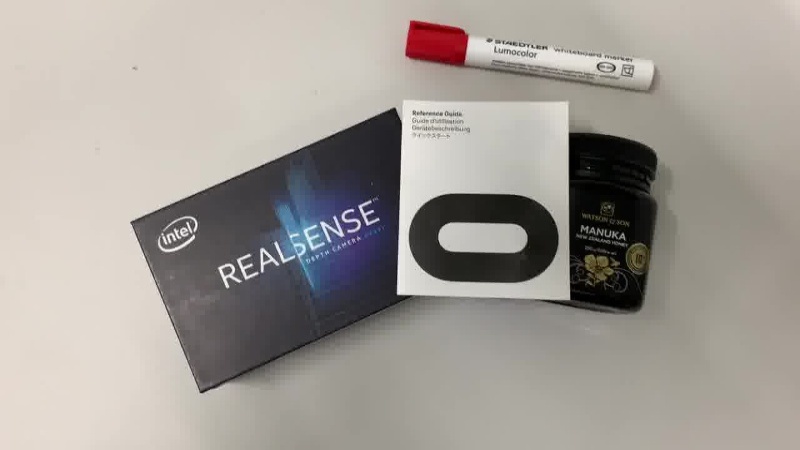 STAEDTLER whiteboard marker
Lumocolor
Reference Guide
Guide d'utilisation
Gerätebeschreibung
クイックスタート
intel
REALSENSE™
DEPTH CAMERA
WATSON & SON
MANUKA
NEW ZEALAND HONEY